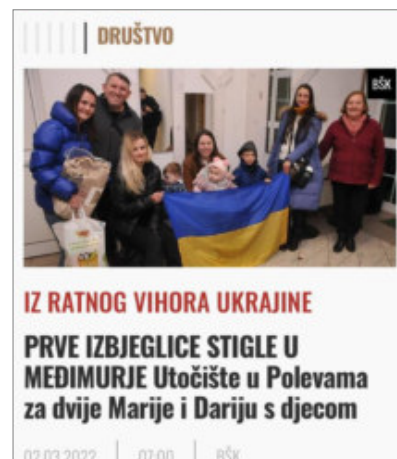 DRUŠTVO
BŠK
IZ RATNOG VIHORA UKRAJINE
PRVE IZBJEGLICE STIGLE U
MEĐIMURJE Utočište u Polevama
za dvije Marije i Dariju s djecom
02.03.2022 | 07:00 | BŠK